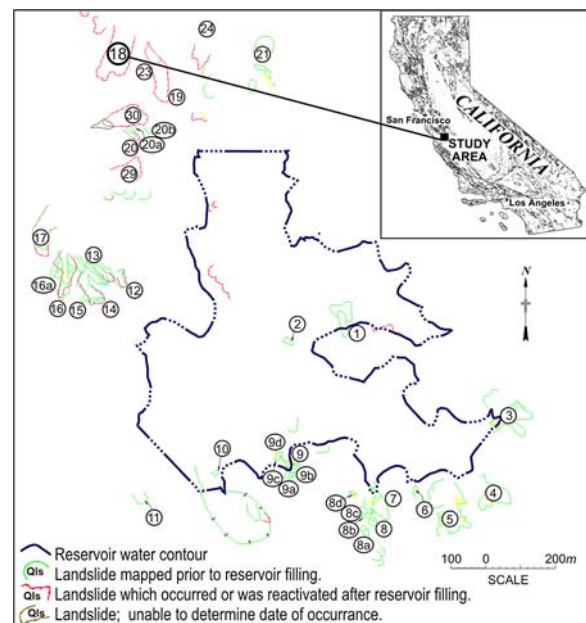 24
18
21
23
19
30
20b
20
20a
29
17
13
16a
12
16
15
14
San Francisco
CALIFORNIA
STUDY
AREA
Los Angeles
N
2
1
3
9d
9
10
9c
9b
9a
8d
7
8c
8
8b
8a
6
5
4
11
Reservoir water contour
Qls Landslide mapped prior to reservoir filling.
Qls Landslide which occurred or was reactivated after reservoir filling.
Qls Landslide; unable to determine date of occurrance.
100 0 200m
SCALE